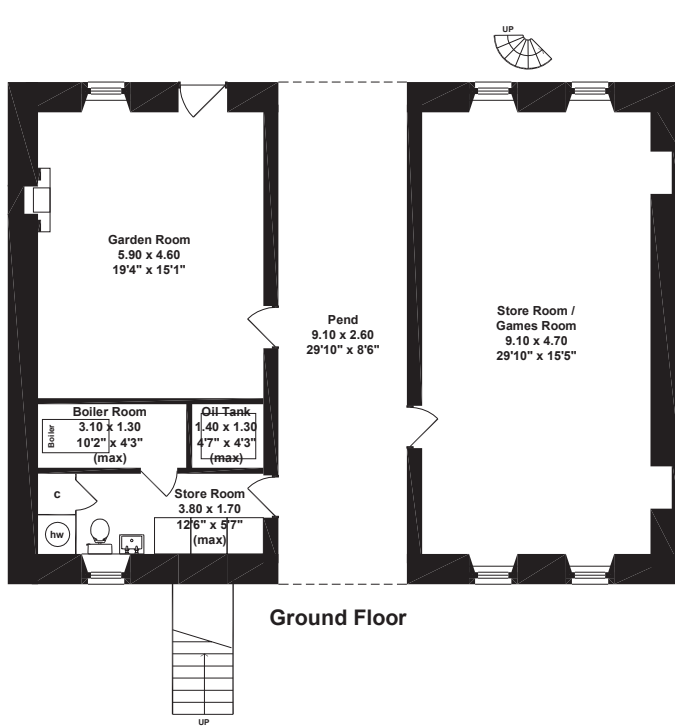 UP
Garden Room
5.90 x 4.60
19'4" x 15'1"
Pend
9.10 x 2.60
29'10" x 8'6"
Store Room /
Games Room
9.10 x 4.70
29'10" x 15'5"
Boiler Room
3.10 x 1.30
10'2" x 4'3"
(max)
Boiler
Oil Tank
1.40 x 1.30
4'7" x 4'3"
(max)
c
hw
Store Room
3.80 x 1.70
12'6" x 5'7"
(max)
Ground Floor
UP